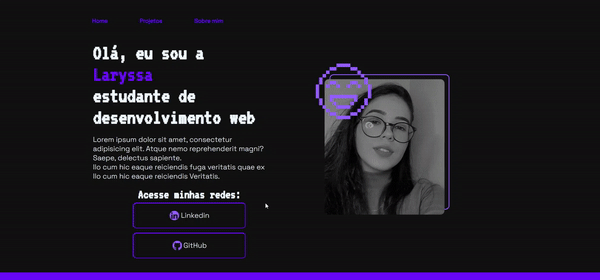 Home Projetos Sobre mim
Olá, eu sou a
Laryssa
estudante de
desenvolvimento web
Lorem ipsum dolor sit amet, consectetur
adipisicing elit. Atque nemo reprehenderit magni?
Saepe, delectus sapiente.
Ilo cum hic eaque reiciendis fuga veritatis quae ex
Ilo cum hic eaque reiciendis Veritatis.
Acesse minhas redes:
Linkedin
GitHub